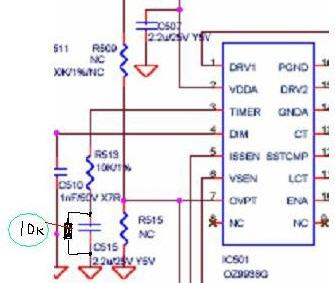 C507
2.2u/25V Y5V
511
R509
NC
00K/1%/NC
1 DRV1 PGND
2 VDDA DRV2
3 TIMER GNDA
4 DIM CT
5 ISSEN SSTCMP
6 VSEN LCT
7 OVPT ENA
8 NC NC
R513
10K/1%
C510
1nF/50V X7R
10K
R515
NC
C515
2.2u/25V Y5V
IC501
OZ9938G